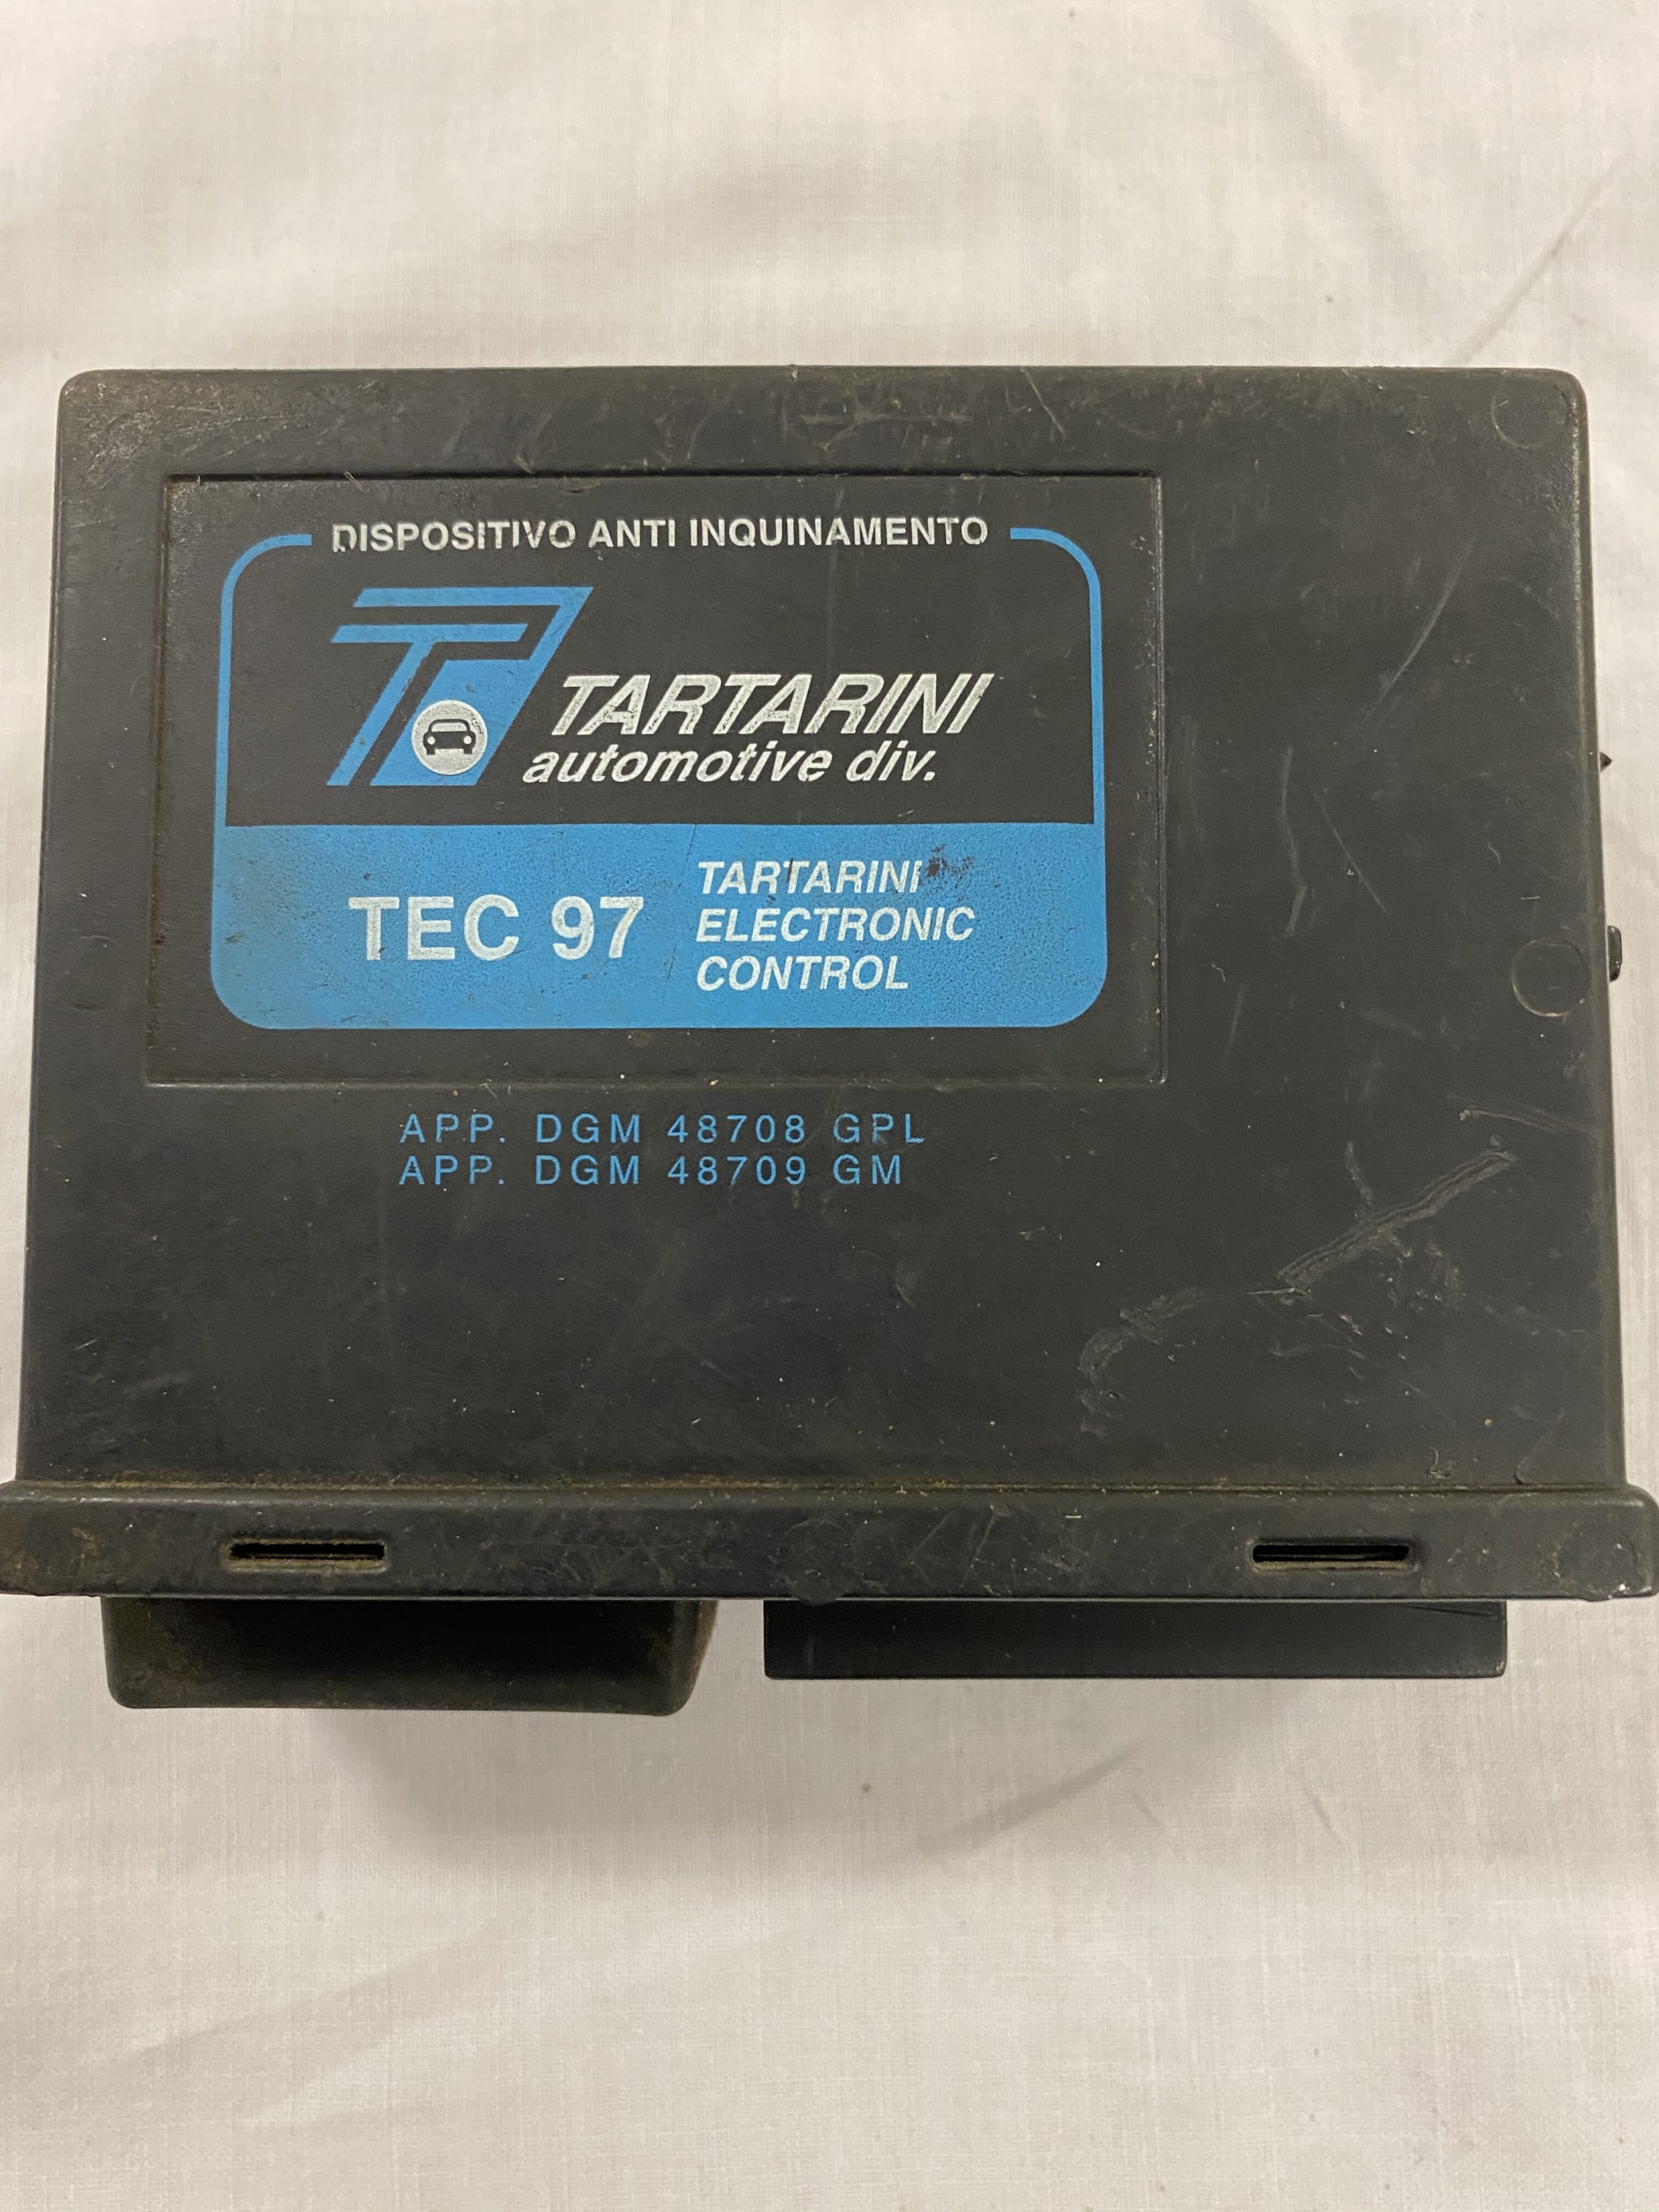 DISPOSITIVO ANTI INQUINAMENTO
TARTARINI
automotive div.
TEC 97
TARTARINI
ELECTRONIC
CONTROL
APP. DGM 48708 GPL
APP. DGM 48709 GM